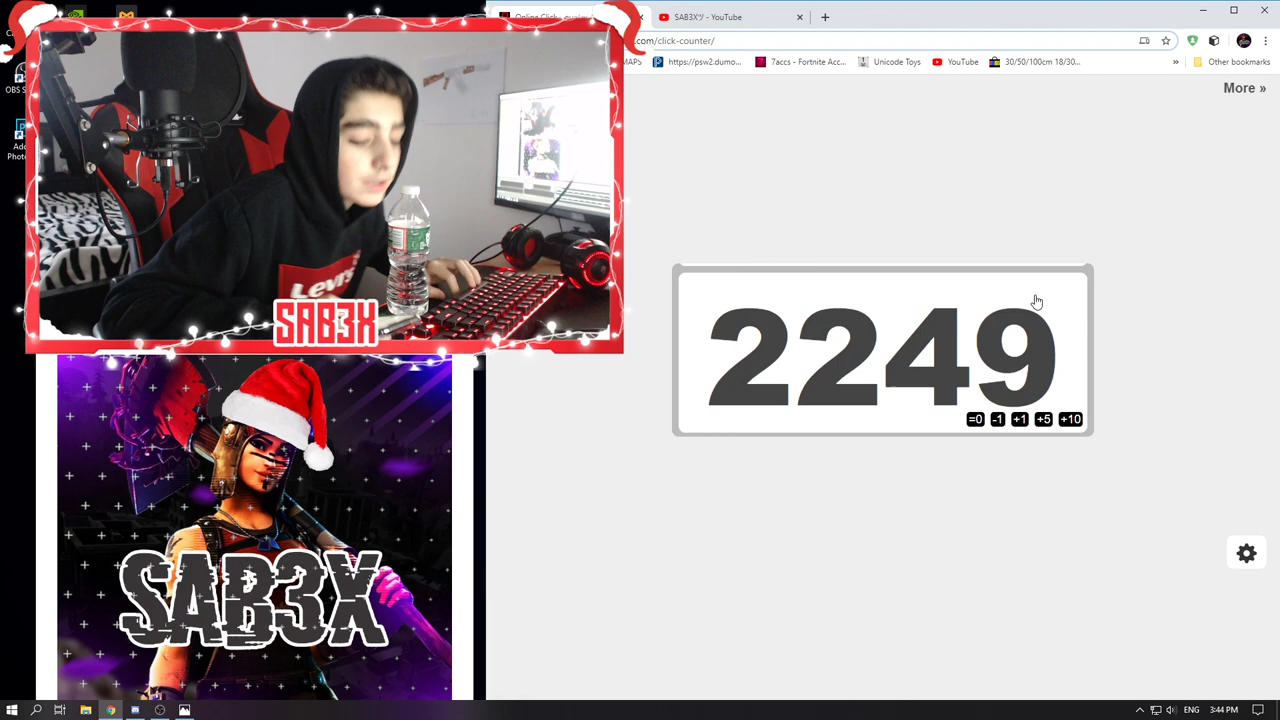 SAB3Xツ - YouTube
.com/click-counter/
MAPS
https://psw2.dumo...
7accs - Fortnite Acc...
Unicode Toys
YouTube
30/50/100cm 18/30...
»
Other bookmarks
More »
OBS S
Ado
Photo
Levi's
SAB3X
2249
=0 -1 +1 +5 +10
SAB3X
ENG 3:44 PM